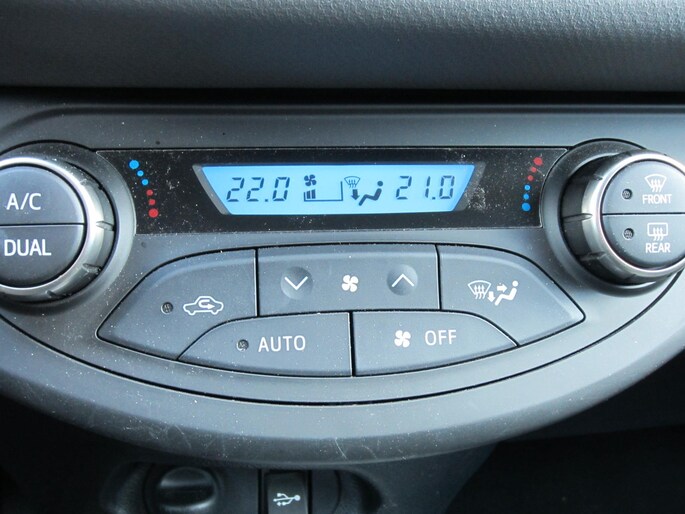 A/C
DUAL
22.0
21.0
FRONT
REAR
AUTO
OFF